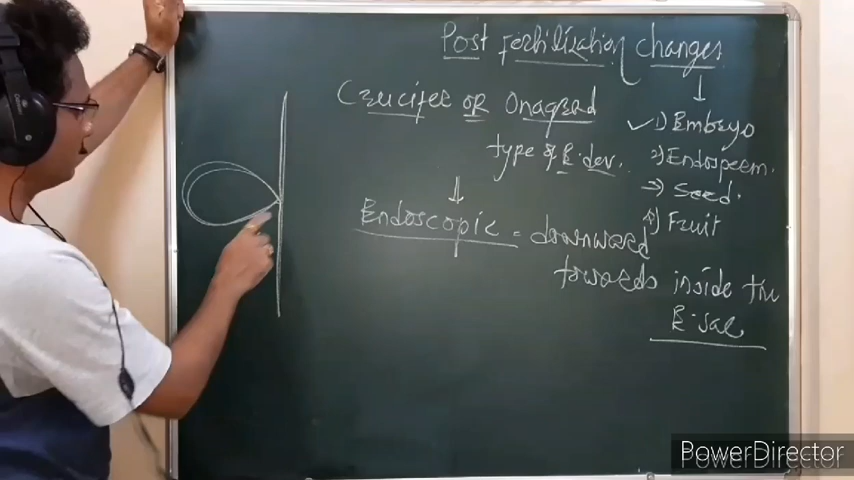 Post fertilization changes
Crucifer or Onagrad
type of E. dev.
Endoscopic = downward
towards inside the
E. Sac
✓ 1) Embryo
2) Endosperm.
3) Seed.
4) Fruit
PowerDirector